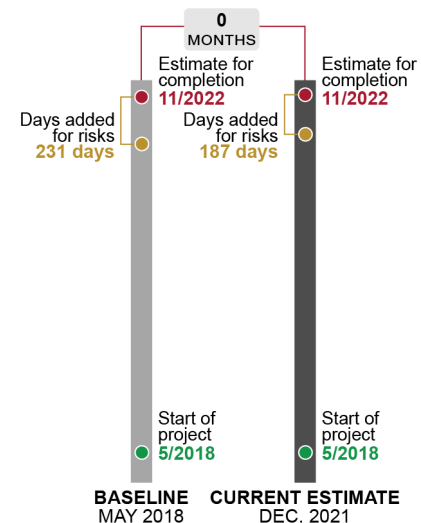 0
MONTHS
Estimate for
completion
11/2022
Days added
for risks
231 days
Estimate for
completion
11/2022
Days added
for risks
187 days
Start of
project
5/2018
Start of
project
5/2018
BASELINE
MAY 2018
CURRENT ESTIMATE
DEC. 2021